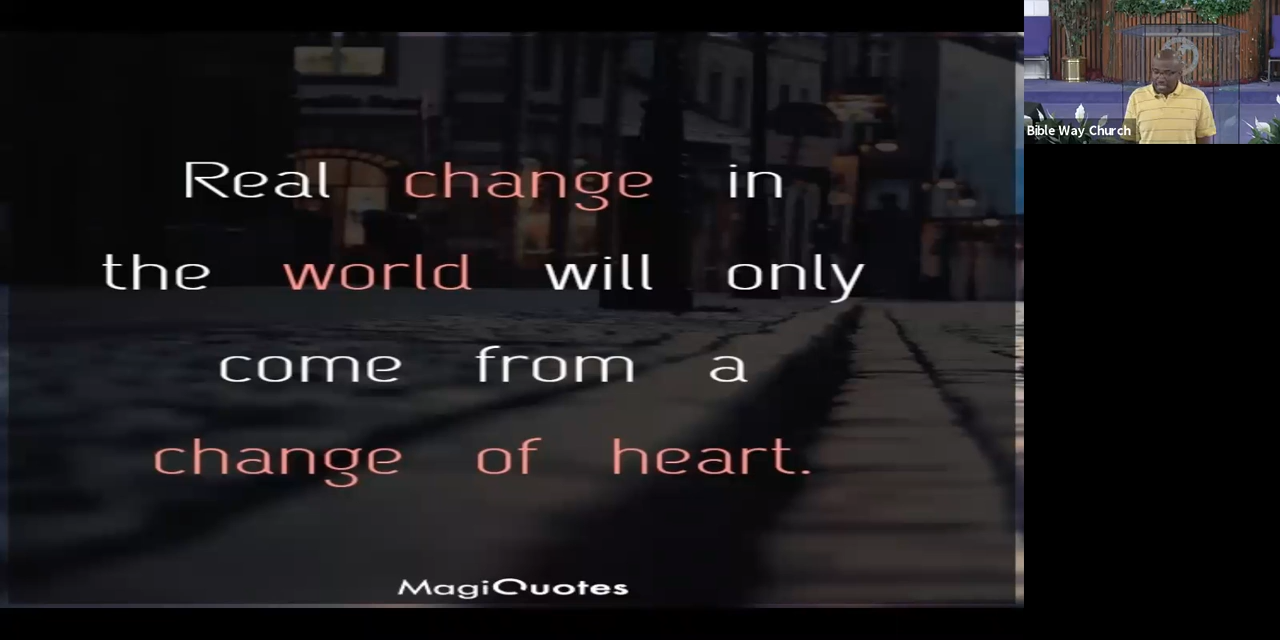 Real change in
the world will only
come from a
change of heart.
MagiQuotes
Bible Way Church